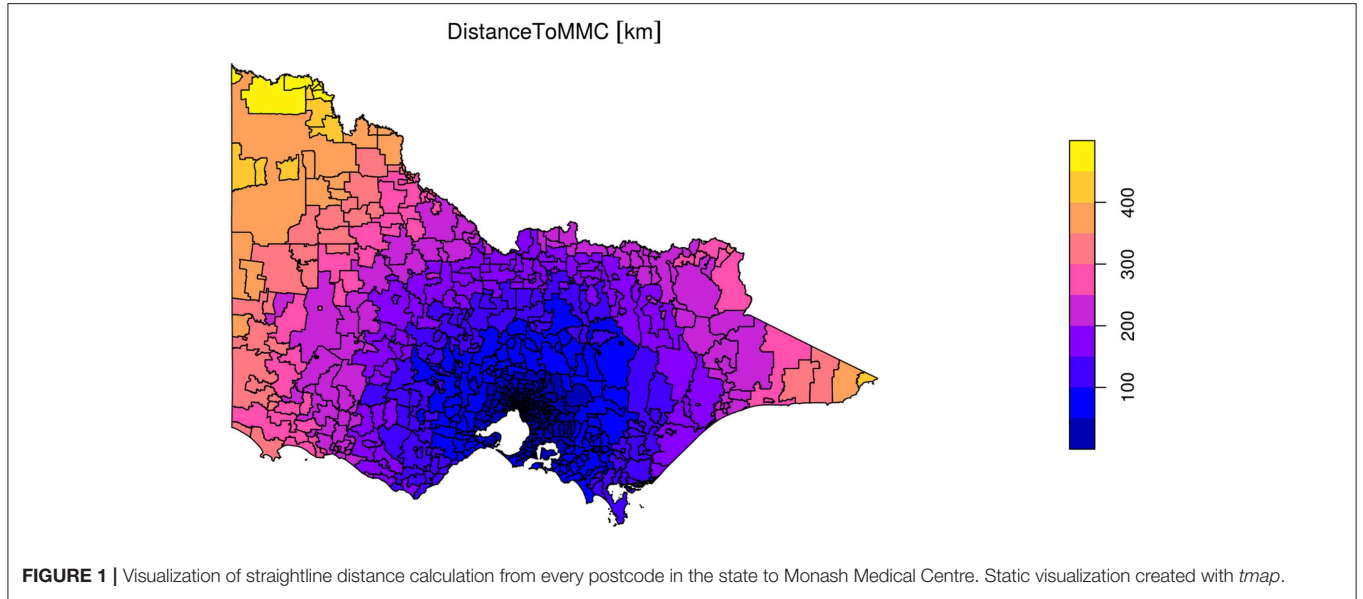 DistanceToMMC [km]
400
300
200
100
FIGURE 1 | Visualization of straightline distance calculation from every postcode in the state to Monash Medical Centre. Static visualization created with tmap.